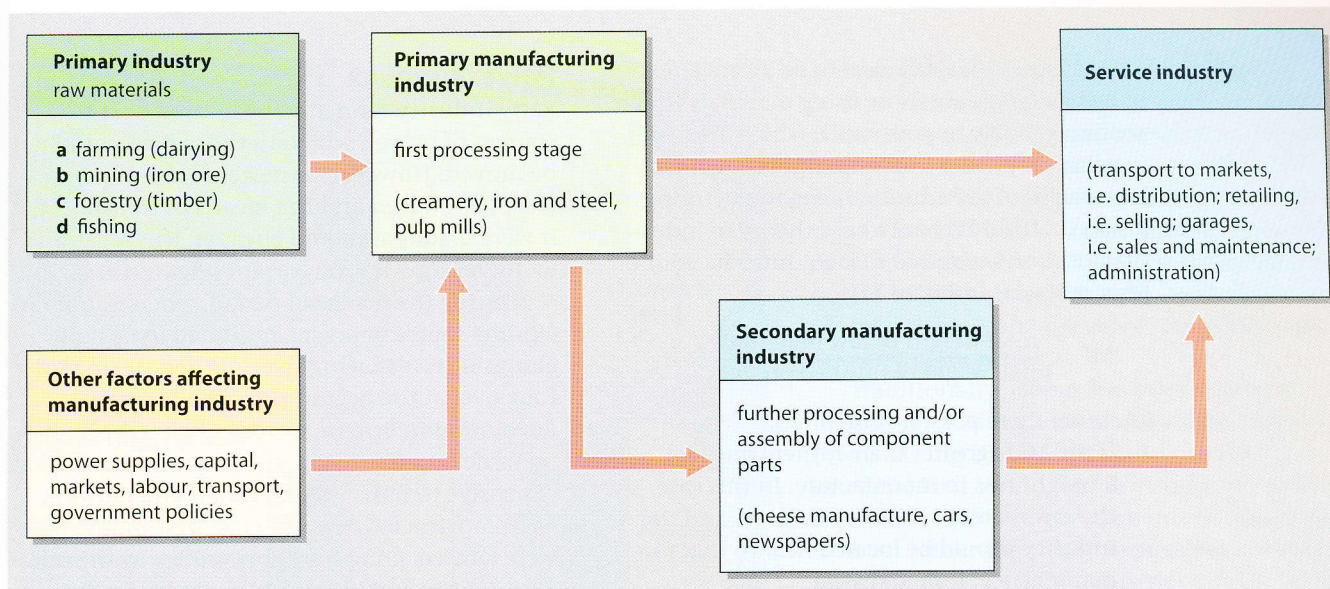 Primary industry
raw materials
a farming (dairying)
b mining (iron ore)
c forestry (timber)
d fishing
Primary manufacturing
industry
first processing stage
(creamery, iron and steel,
pulp mills)
Service industry
(transport to markets,
i.e. distribution; retailing,
i.e. selling; garages,
i.e. sales and maintenance;
administration)
Other factors affecting
manufacturing industry
power supplies, capital,
markets, labour, transport,
government policies
Secondary manufacturing
industry
further processing and/or
assembly of component
parts
(cheese manufacture, cars,
newspapers)